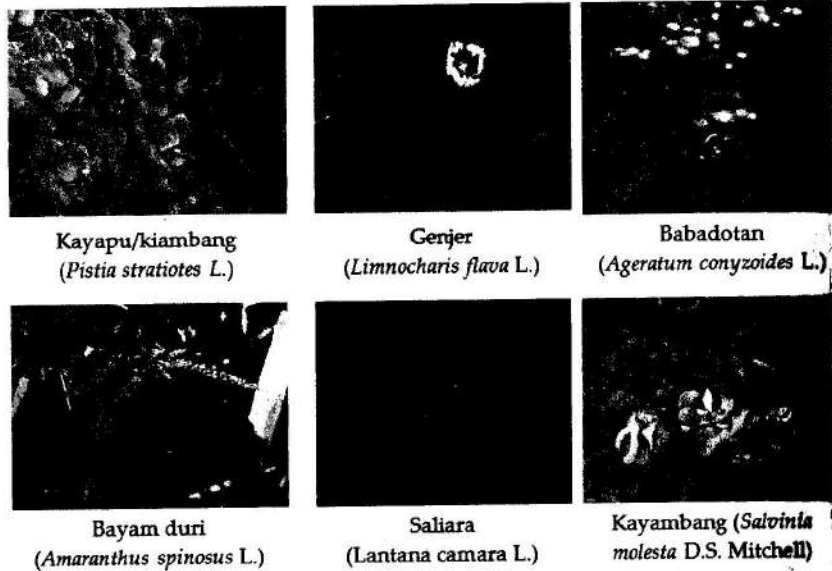 Kayapu/kiambang
(Pistia stratiotes L.)
Genjer
(Limnocharis flava L.)
Babadotan
(Ageratum conyzoides L.)
Bayam duri
(Amaranthus spinosus L.)
Saliara
(Lantana camara L.)
Kayambang (Salvinia
molesta D.S. Mitchell)